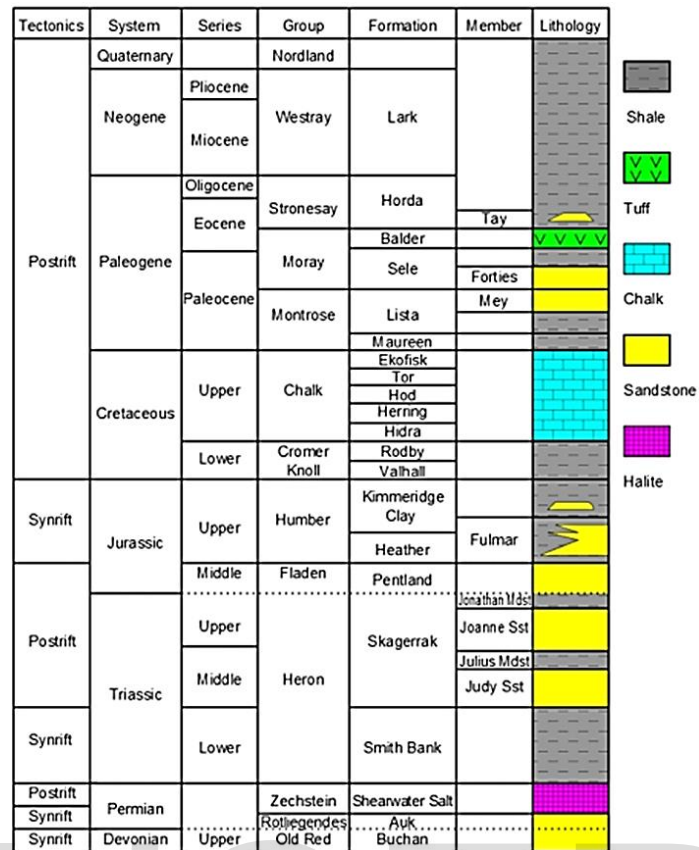 Tectonics System Series Group Formation Member Lithology
Quaternary Nordland
Pliocene
Neogene Westray Lark
Miocene
Shale
Oligocene
Horda
Stronesay
Eocene Tay
Tuff
Balder
Postrift Paleogene Moray Sele
Forties
Paleocene Mey
Chalk
Montrose Lista
Maureen
Ekofisk
Tor
Upper Chalk Hod
Sandstone
Cretaceous Herring
Hidra
Lower Cromer Rodby
Knoll Valhall
Halite
Kimmeridge
Clay
Synrift Upper Humber
Jurassic Fulmar
Heather
Middle Fladen Pentland
Jonathan Mdst
Upper Joanne Sst
Postrift Skagerrak
Julius Mdst
Middle Heron Judy Sst
Triassic
Synrift Lower Smith Bank
Postrift Zechstein Shearwater Salt
Permian
Synrift Rotliegendes Auk
Synrift Devonian Upper Old Red Buchan